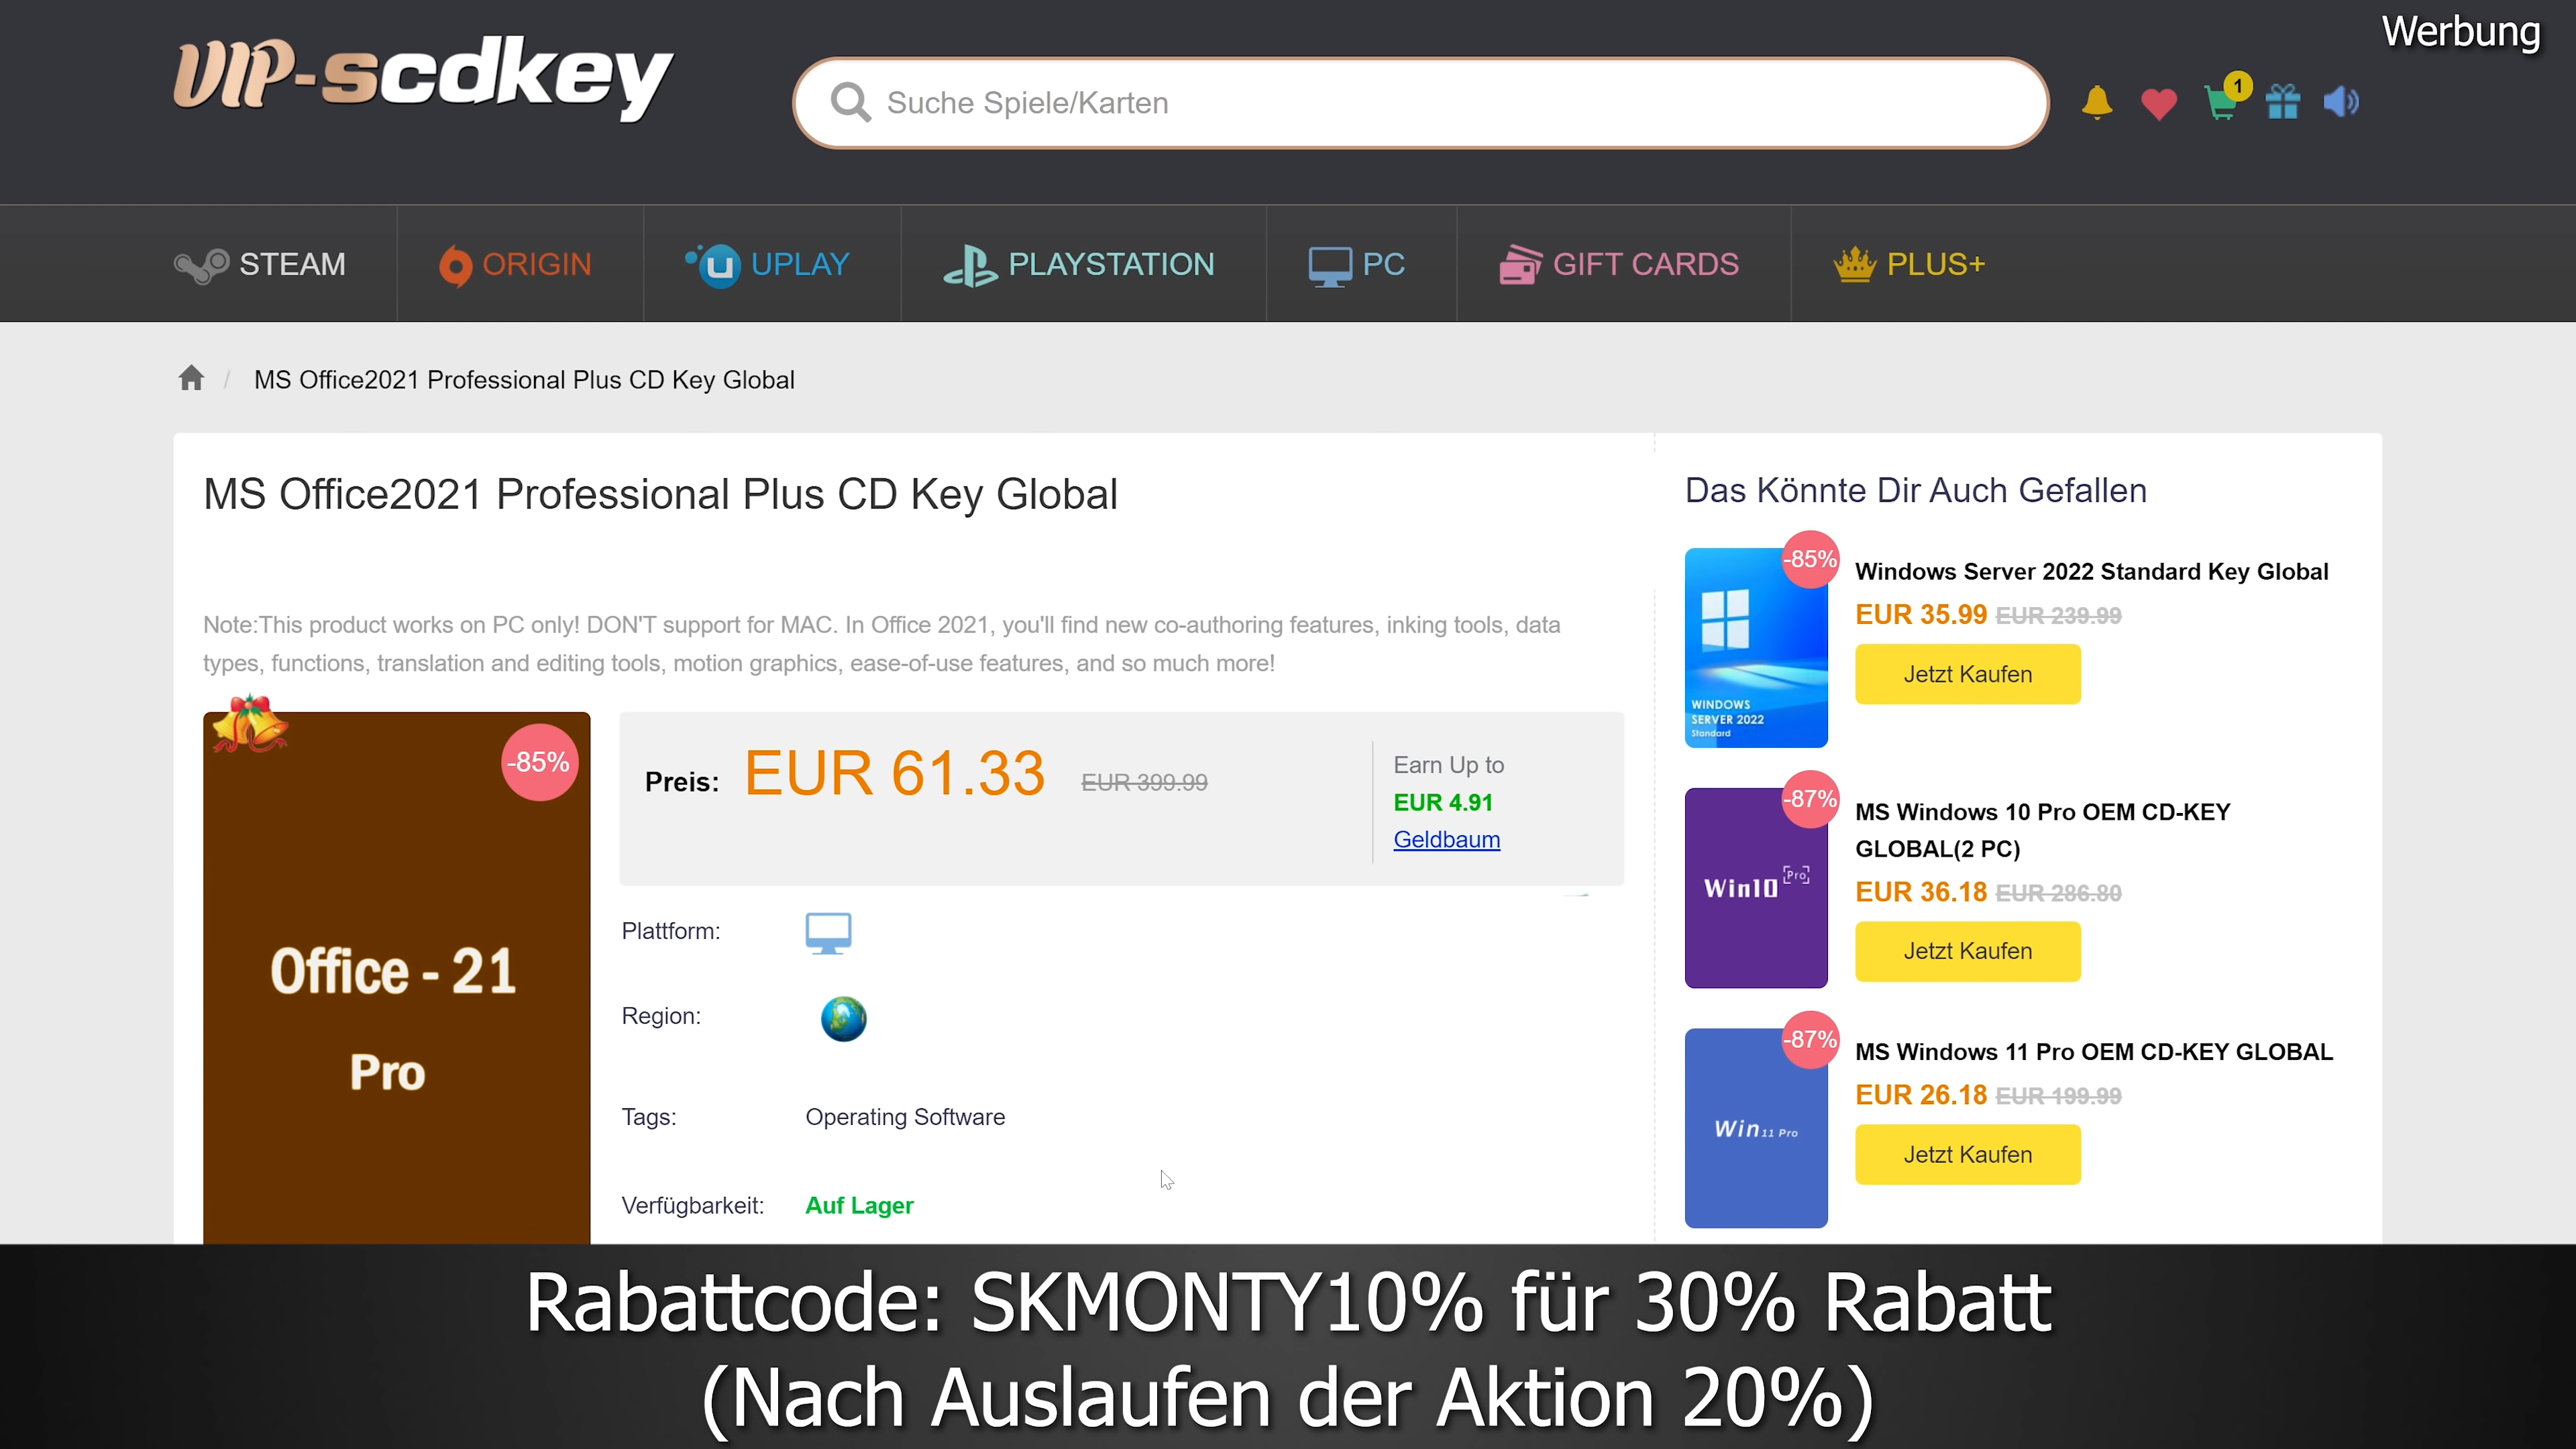 Werbung
VIP-scdkey
Suche Spiele/Karten
1
STEAM
ORIGIN
UPLAY
PLAYSTATION
PC
GIFT CARDS
PLUS+
/ MS Office2021 Professional Plus CD Key Global
MS Office2021 Professional Plus CD Key Global
Note:This product works on PC only! DON'T support for MAC. In Office 2021, you'll find new co-authoring features, inking tools, data
types, functions, translation and editing tools, motion graphics, ease-of-use features, and so much more!
-85%
Office - 21
Pro
Preis: EUR 61.33 EUR 399.99
Earn Up to
EUR 4.91
Geldbaum
Plattform:
Region:
Tags: Operating Software
Verfügbarkeit: Auf Lager
Das Könnte Dir Auch Gefallen
-85%
WINDOWS
SERVER 2022
Standard
Windows Server 2022 Standard Key Global
EUR 35.99 EUR 239.99
Jetzt Kaufen
-87%
Win10 Pro
MS Windows 10 Pro OEM CD-KEY
GLOBAL(2 PC)
EUR 36.18 EUR 286.80
Jetzt Kaufen
-87%
Win 11 Pro
MS Windows 11 Pro OEM CD-KEY GLOBAL
EUR 26.18 EUR 199.99
Jetzt Kaufen
Rabattcode: SKMONTY10% für 30% Rabatt
(Nach Auslaufen der Aktion 20%)